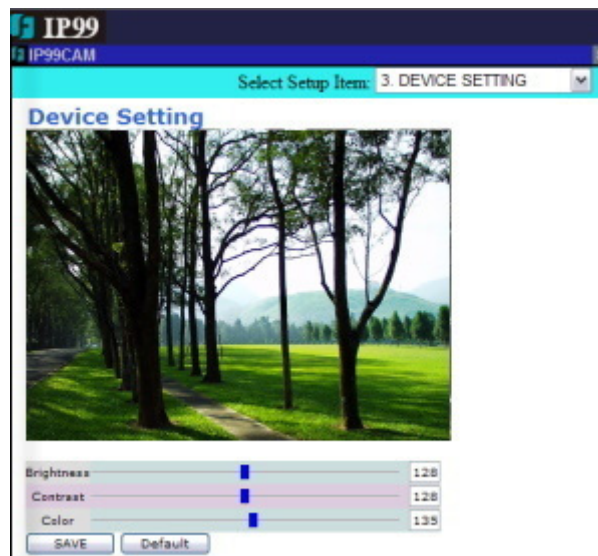 IP99
IP99CAM
Select Setup Item: 3. DEVICE SETTING
Device Setting
Brightness 128
Contrast 128
Color 135
SAVE Default